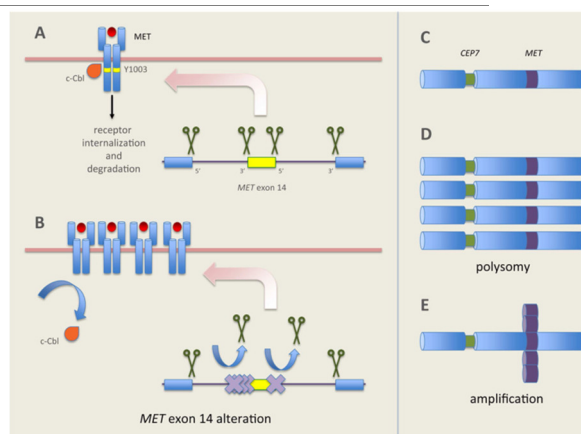 A
MET
c-Cbl
Y1003
receptor
internalization
and
degradation
5'
3'
5'
3'
MET exon 14
B
c-Cbl
MET exon 14 alteration
C
CEP7
MET
D
polysomy
E
amplification